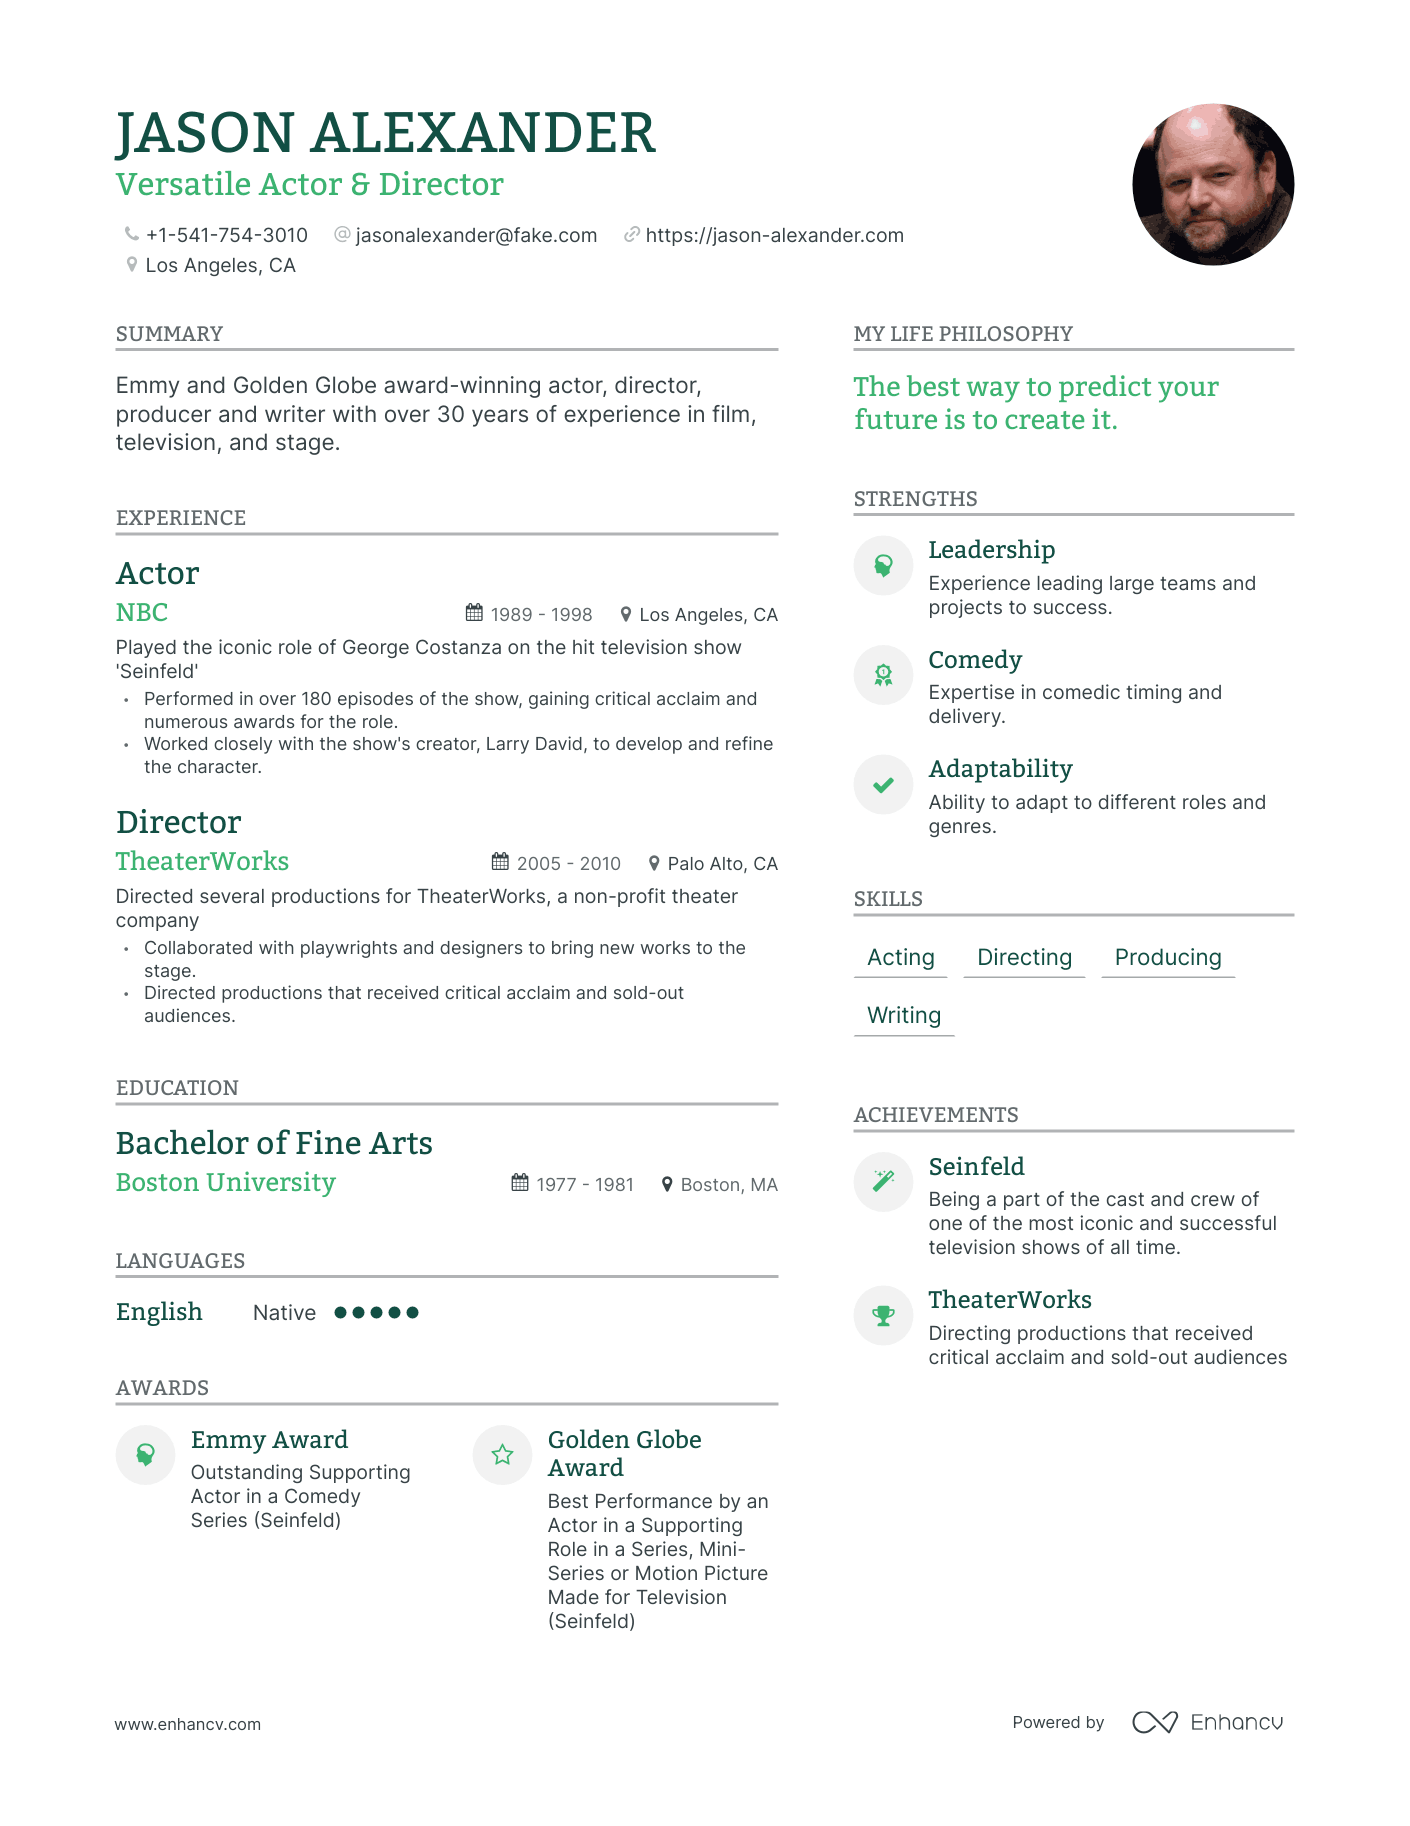 JASON ALEXANDER
Versatile Actor & Director
+1-541-754-3010 jasonalexander@fake.com https://jason-alexander.com
Los Angeles, CA
SUMMARY
Emmy and Golden Globe award-winning actor, director,
producer and writer with over 30 years of experience in film,
television, and stage.
EXPERIENCE
Actor
NBC 1989 - 1998 Los Angeles, CA
Played the iconic role of George Costanza on the hit television show
'Seinfeld'
• Performed in over 180 episodes of the show, gaining critical acclaim and
numerous awards for the role.
• Worked closely with the show's creator, Larry David, to develop and refine
the character.
Director
TheaterWorks 2005 - 2010 Palo Alto, CA
Directed several productions for TheaterWorks, a non-profit theater
company
• Collaborated with playwrights and designers to bring new works to the
stage.
• Directed productions that received critical acclaim and sold-out
audiences.
EDUCATION
Bachelor of Fine Arts
Boston University 1977 - 1981 Boston, MA
LANGUAGES
English Native
AWARDS
Emmy Award
Outstanding Supporting
Actor in a Comedy
Series (Seinfeld)
Golden Globe
Award
Best Performance by an
Actor in a Supporting
Role in a Series, Mini-
Series or Motion Picture
Made for Television
(Seinfeld)
MY LIFE PHILOSOPHY
The best way to predict your
future is to create it.
STRENGTHS
Leadership
Experience leading large teams and
projects to success.
Comedy
Expertise in comedic timing and
delivery.
Adaptability
Ability to adapt to different roles and
genres.
SKILLS
Acting Directing Producing
Writing
ACHIEVEMENTS
Seinfeld
Being a part of the cast and crew of
one of the most iconic and successful
television shows of all time.
TheaterWorks
Directing productions that received
critical acclaim and sold-out audiences
www.enhancv.com
Powered by Enhancv